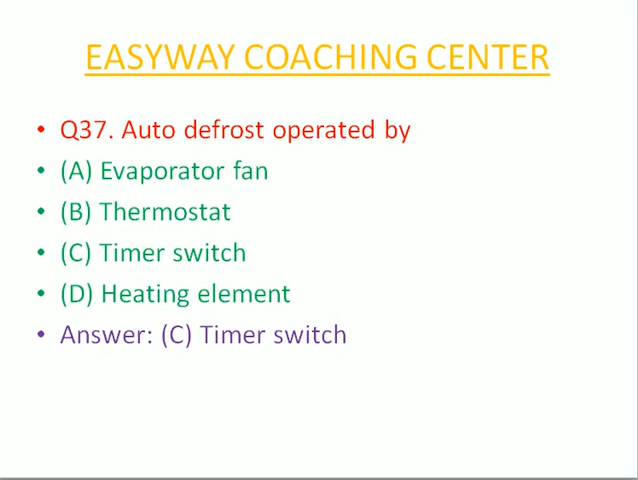 EASYWAY COACHING CENTER
• Q37. Auto defrost operated by
• (A) Evaporator fan
• (B) Thermostat
• (C) Timer switch
• (D) Heating element
• Answer: (C) Timer switch